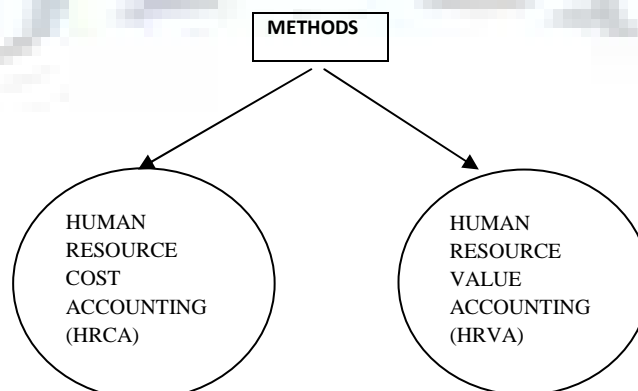 METHODS
HUMAN
RESOURCE
COST
ACCOUNTING
(HRCA)
HUMAN
RESOURCE
VALUE
ACCOUNTING
(HRVA)